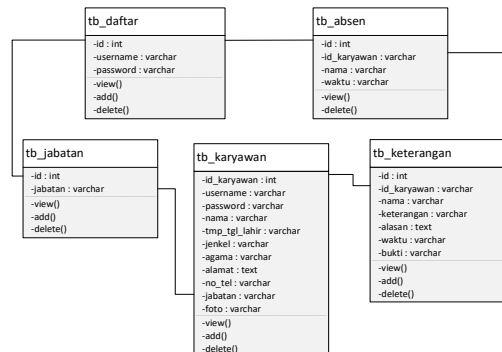 tb_daftar
-id : int
-username : varchar
-password : varchar
-view()
-add()
-delete()
tb_absen
-id : int
-id_karyawan : varchar
-nama : varchar
-waktu : varchar
-view()
-add()
-delete()
tb_jabatan
-id : int
-jabatan : varchar
-view()
-add()
-delete()
tb_karyawan
-id_karyawan : int
-username : varchar
-password : varchar
-nama : varchar
-tmp_tgl_lahir : varchar
-jenkel : varchar
-agama : varchar
-alamat : text
-no_tel : varchar
-jabatan : varchar
-foto : varchar
-view()
-add()
-delete()
tb_keterangan
-id : int
-id_karyawan : varchar
-nama : varchar
-keterangan : varchar
-alasan : text
-waktu : varchar
-bukti : varchar
-view()
-add()
-delete()